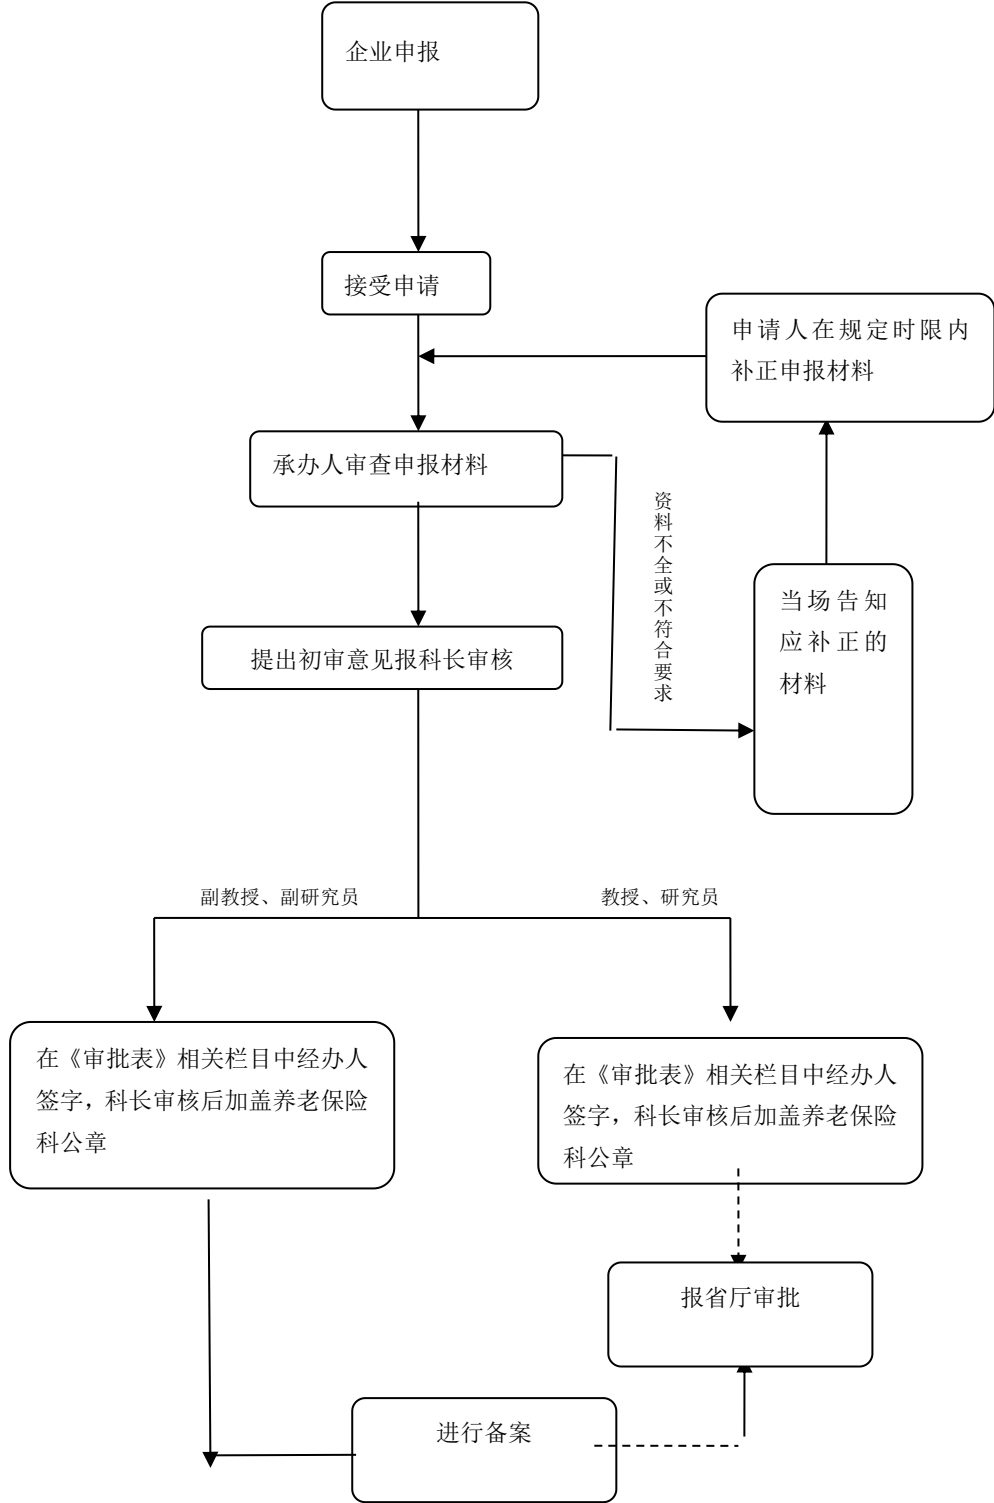 企业申报
接受申请
申请人在规定时限内
补正申报材料
承办人审查申报材料
资料不全或不符合要求
当场告知
应补正的
材料
提出初审意见报科长审核
副教授、副研究员
教授、研究员
在《审批表》相关栏目中经办人
签字，科长审核后加盖养老保险
科公章
在《审批表》相关栏目中经办人
签字，科长审核后加盖养老保险
科公章
报省厅审批
进行备案